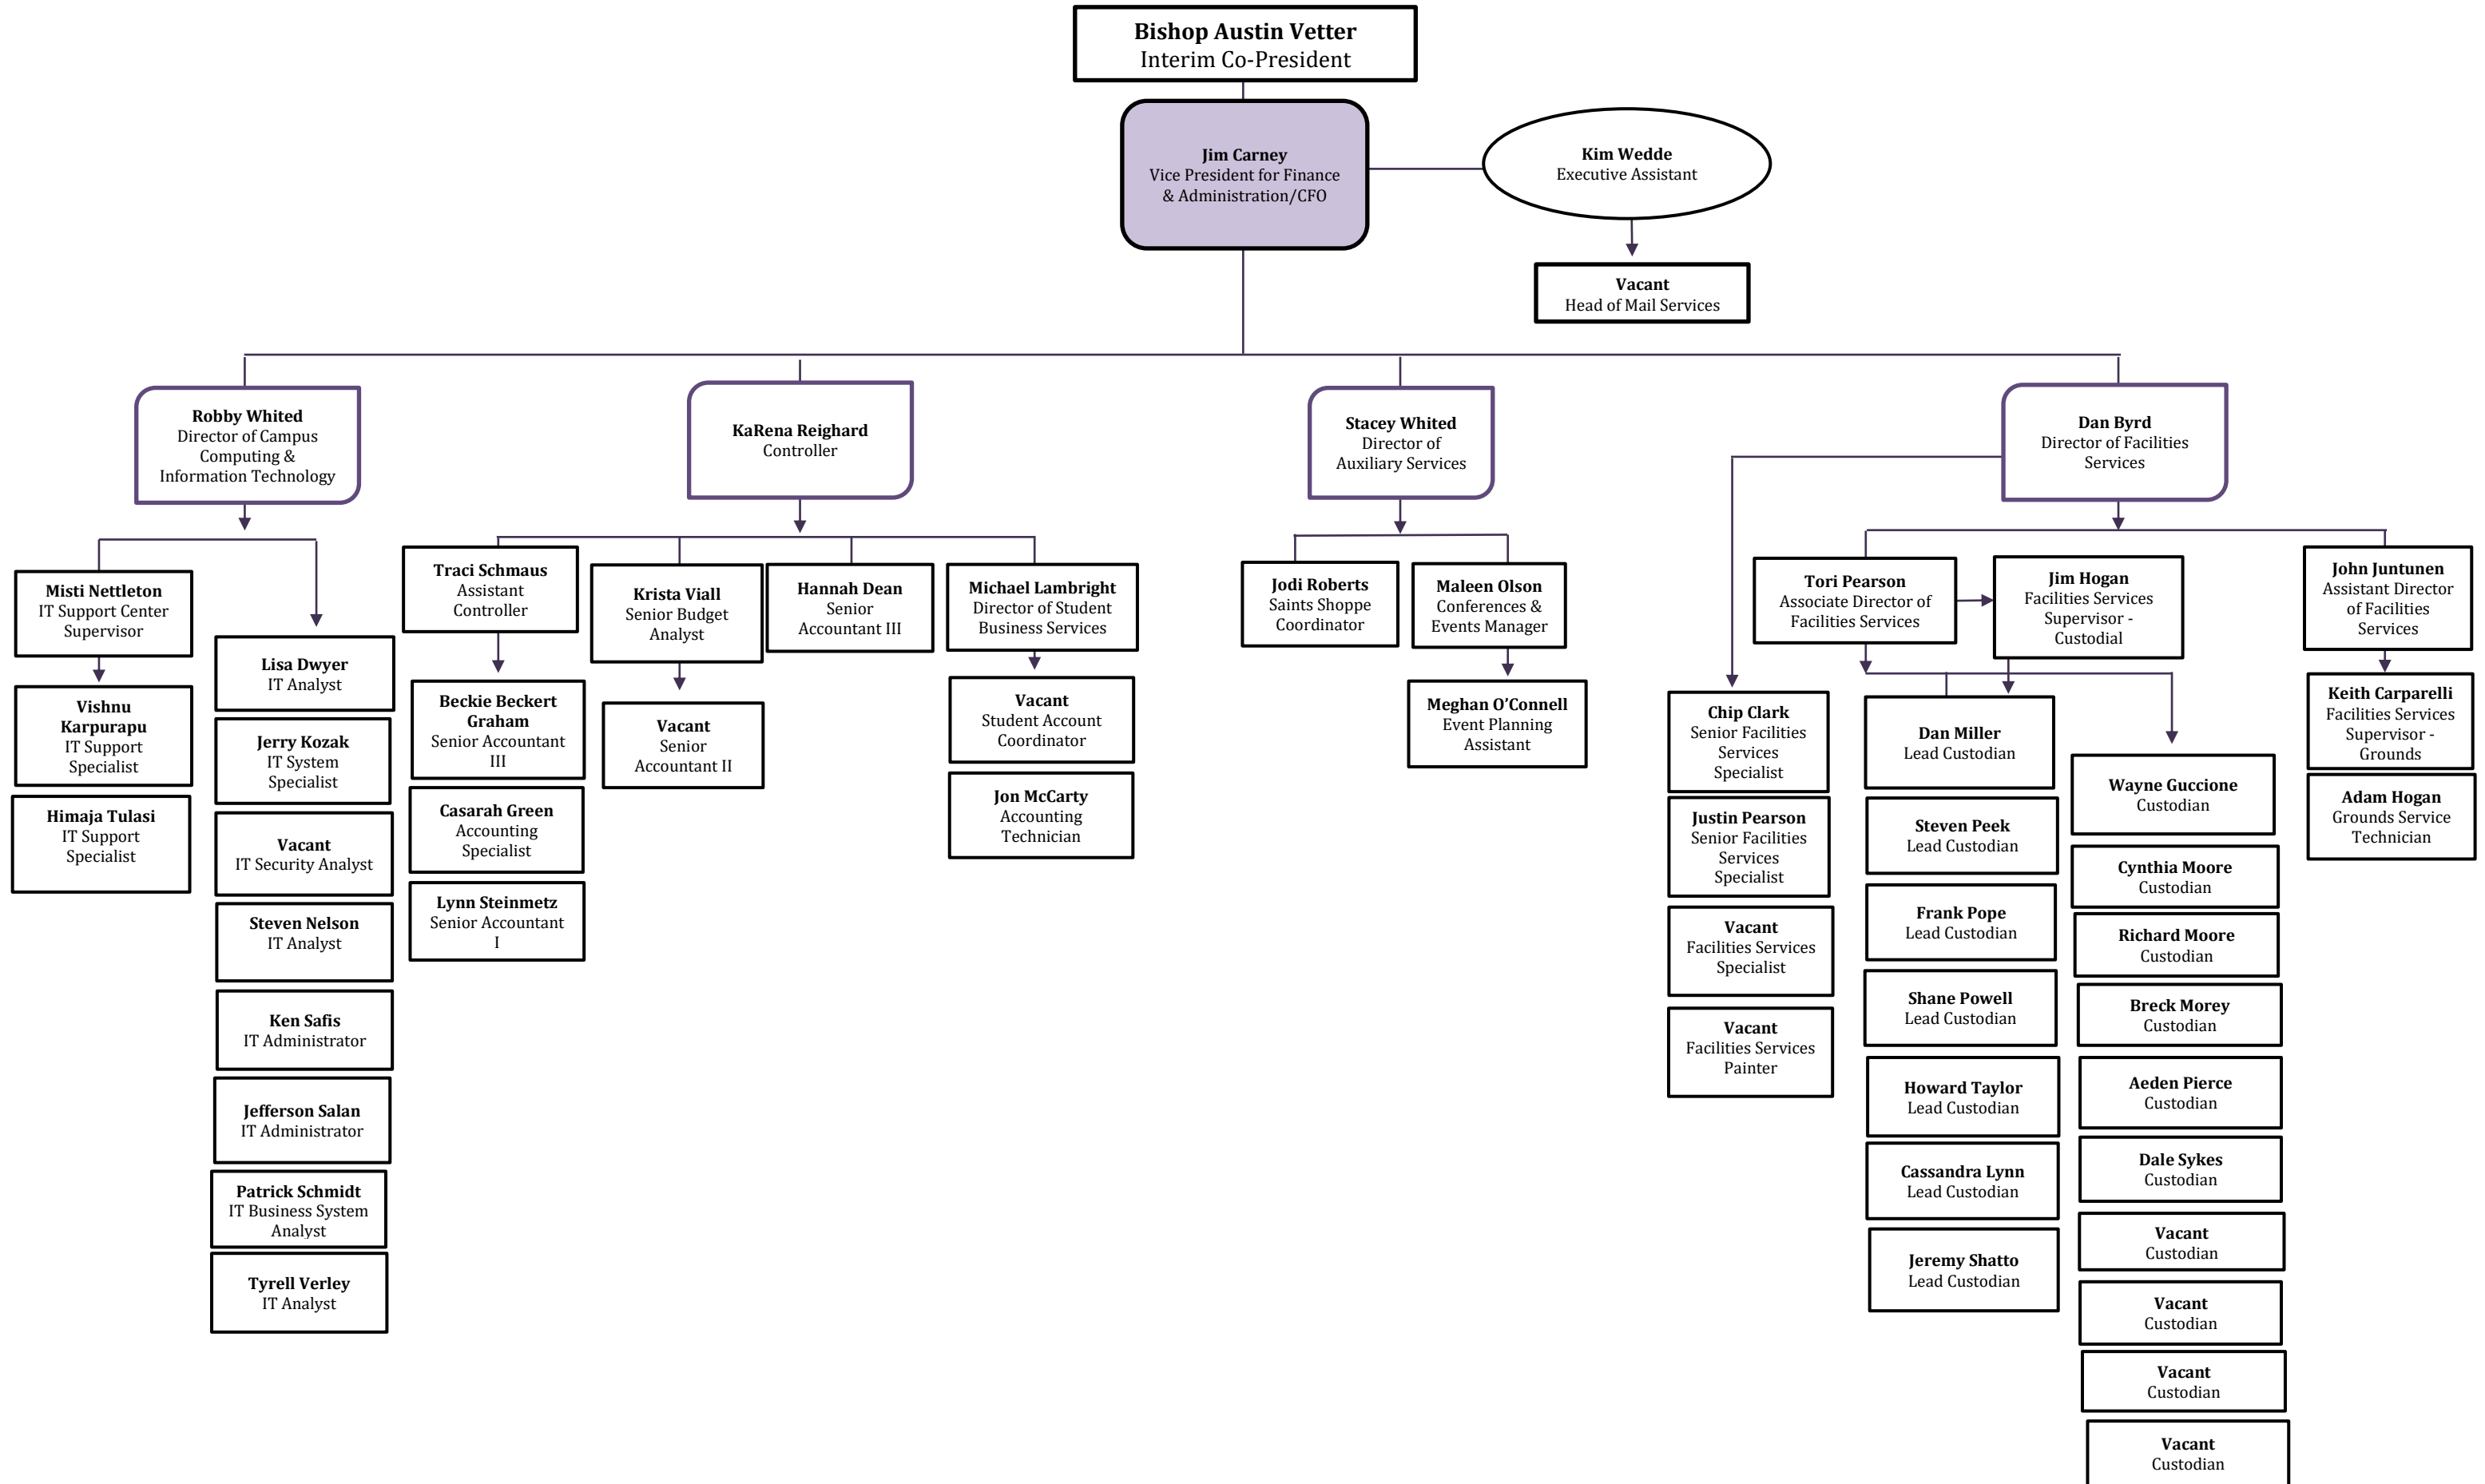 Bishop Austin Vetter
Interim Co-President
Jim Carney
Vice President for Finance
& Administration/CFO
Kim Wedde
Executive Assistant
Vacant
Head of Mail Services
Robby Whited
Director of Campus
Computing &
Information Technology
KaRena Reighard
Controller
Stacey Whited
Director of
Auxiliary Services
Dan Byrd
Director of Facilities
Services
Misti Nettleton
IT Support Center
Supervisor
Vishnu
Karpurapu
IT Support
Specialist
Himaja Tulasi
IT Support
Specialist
Lisa Dwyer
IT Analyst
Jerry Kozak
IT System
Specialist
Vacant
IT Security Analyst
Steven Nelson
IT Analyst
Ken Safis
IT Administrator
Jefferson Salan
IT Administrator
Patrick Schmidt
IT Business System
Analyst
Tyrell Verley
IT Analyst
Traci Schmaus
Assistant
Controller
Beckie Beckert
Graham
Senior Accountant
III
Casarah Green
Accounting
Specialist
Lynn Steinmetz
Senior Accountant
I
Krista Viall
Senior Budget
Analyst
Vacant
Senior
Accountant II
Hannah Dean
Senior
Accountant III
Michael Lambright
Director of Student
Business Services
Vacant
Student Account
Coordinator
Jon McCarty
Accounting
Technician
Jodi Roberts
Saints Shoppe
Coordinator
Maleen Olson
Conferences &
Events Manager
Meghan O’Connell
Event Planning
Assistant
Chip Clark
Senior Facilities
Services
Specialist
Justin Pearson
Senior Facilities
Services
Specialist
Vacant
Facilities Services
Specialist
Vacant
Facilities Services
Painter
Tori Pearson
Associate Director of
Facilities Services
Jim Hogan
Facilities Services
Supervisor -
Custodial
Dan Miller
Lead Custodian
Steven Peek
Lead Custodian
Frank Pope
Lead Custodian
Shane Powell
Lead Custodian
Howard Taylor
Lead Custodian
Cassandra Lynn
Lead Custodian
Jeremy Shatto
Lead Custodian
Wayne Guccione
Custodian
Cynthia Moore
Custodian
Richard Moore
Custodian
Breck Morey
Custodian
Aeden Pierce
Custodian
Dale Sykes
Custodian
Vacant
Custodian
Vacant
Custodian
Vacant
Custodian
Vacant
Custodian
John Juntunen
Assistant Director
of Facilities
Services
Keith Carparelli
Facilities Services
Supervisor -
Grounds
Adam Hogan
Grounds Service
Technician